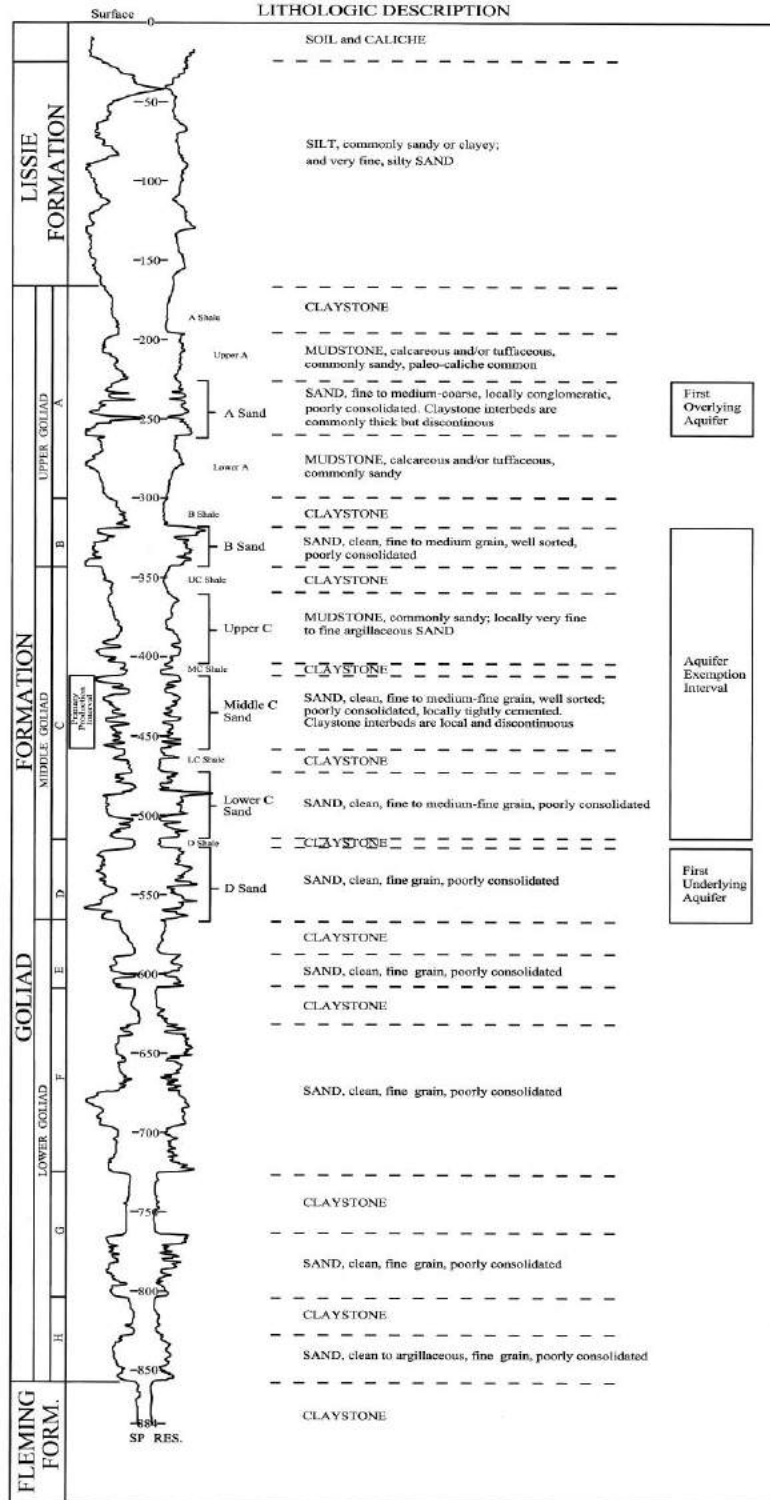 LITHOLOGIC DESCRIPTION
Surface
0
SOIL and CALICHE
50
LISSIE
FORMATION
SILT, commonly sandy or clayey;
and very fine, silty SAND
100
150
CLAYSTONE
A Shale
200
Upper A
MUDSTONE, calcareous and/or tuffaceous,
commonly sandy, paleo-caliche common
UPPER GOLIAD
A
A Sand
SAND, fine to medium-coarse, locally conglomeratic,
poorly consolidated. Claystone interbeds are
commonly thick but discontinous
First
Overlying
Aquifer
250
Lower A
MUDSTONE, calcareous and/or tuffaceous,
commonly sandy
300
B Shale
CLAYSTONE
B
B Sand
SAND, clean, fine to medium grain, well sorted,
poorly consolidated
350
UC Shale
CLAYSTONE
Upper C
MUDSTONE, commonly sandy; locally very fine
to fine argillaceous SAND
400
MC Shale
CLAYSTONE
Aquifer
Exemption
Interval
FORMATION
MIDDLE GOLIAD
C
Primary
Production
Interval
Middle C
Sand
SAND, clean, fine to medium-fine grain, well sorted;
poorly consolidated, locally tightly cemented.
Claystone interbeds are local and discontinuous
450
LC Shale
CLAYSTONE
Lower C
Sand
SAND, clean, fine to medium-fine grain, poorly consolidated
500
D Shale
CLAYSTONE
D
D Sand
SAND, clean, fine grain, poorly consolidated
First
Underlying
Aquifer
550
CLAYSTONE
GOLIAD
E
600
SAND, clean, fine grain, poorly consolidated
CLAYSTONE
650
LOWER GOLIAD
F
SAND, clean, fine grain, poorly consolidated
700
CLAYSTONE
750
G
SAND, clean, fine grain, poorly consolidated
800
CLAYSTONE
H
SAND, clean to argillaceous, fine grain, poorly consolidated
850
FLEMING
FORM.
CLAYSTONE
884
SP RES.